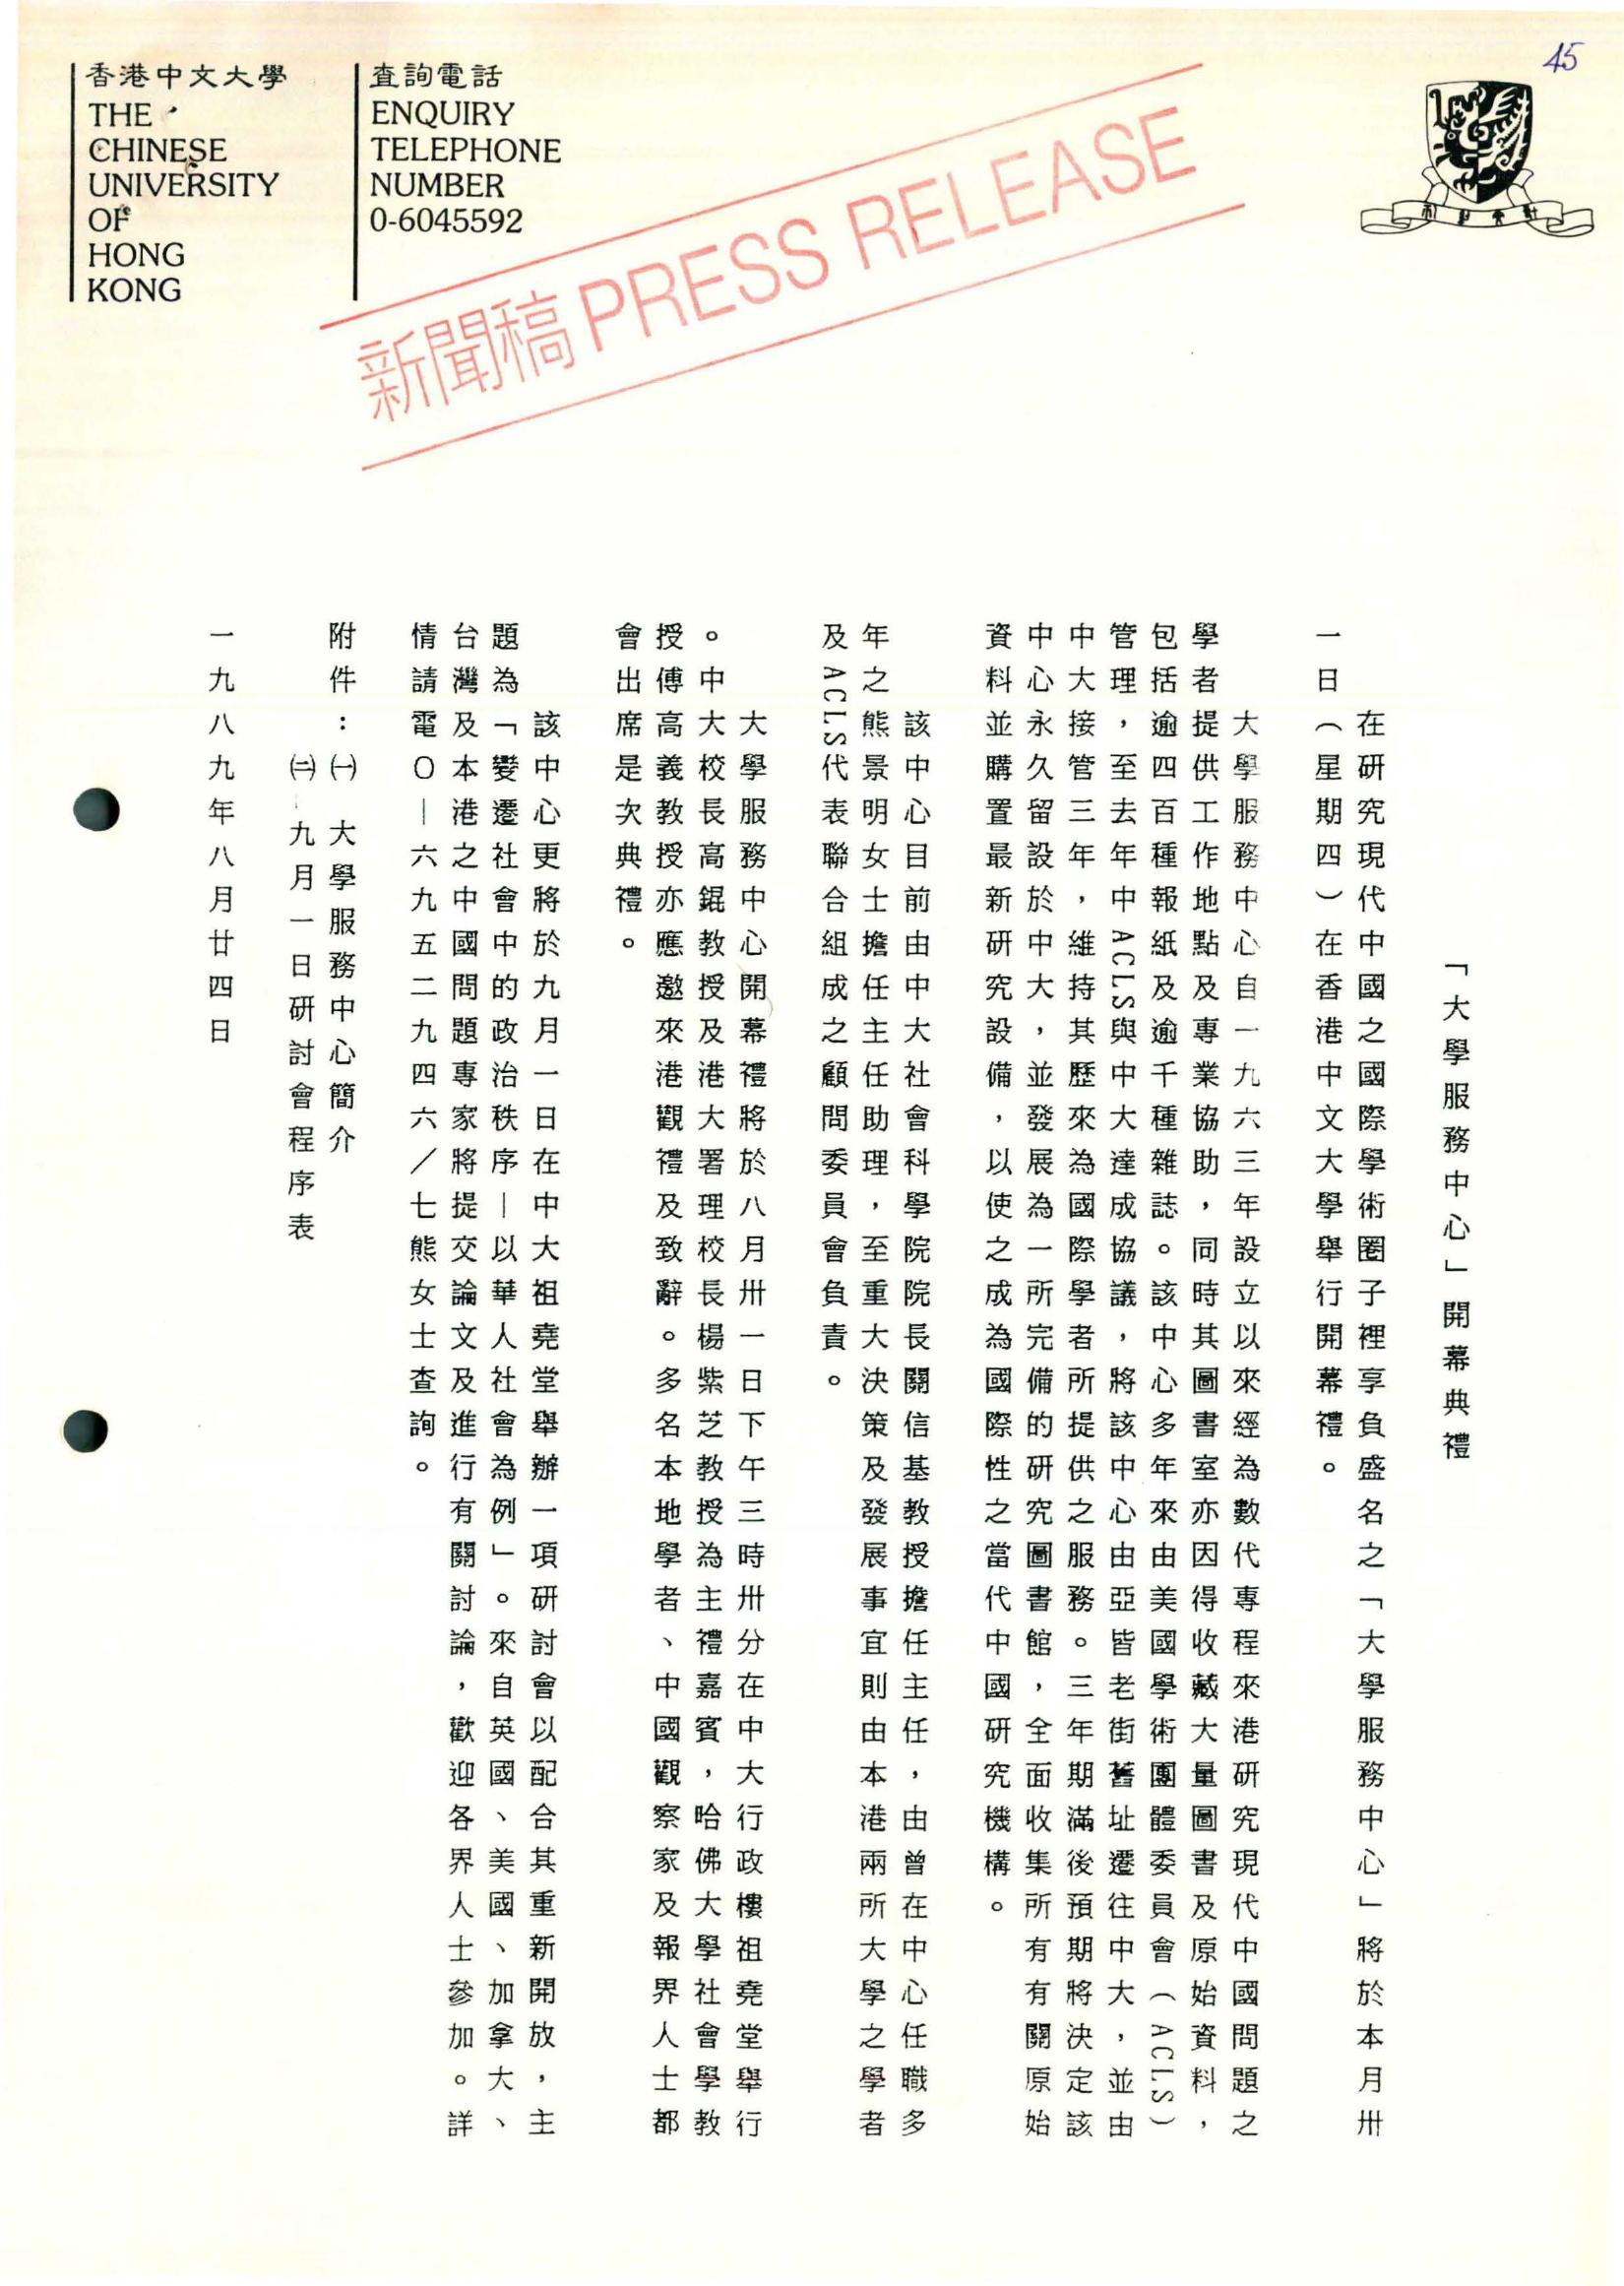 45
香港中文大學
THE
CHINESE
UNIVERSITY
OF
HONG
KONG
查詢電話
ENQUIRY
TELEPHONE
NUMBER
0-6045592
新聞稿 PRESS RELEASE
「大學服務中心」開幕典禮
在研究現代中國之國際學術圈子裡享負盛名之「大學服務中心」將於本月卅
一日（星期四）在香港中文大學舉行開幕禮。
大學服務中心自一九六三年設立以來經為數代專程來港研究現代中國問題之
學者提供工作地點及專業協助，同時其圖書室亦因得收藏大量圖書及原始資料，
包括逾四百種報紙及逾千種雜誌。該中心多年來由美國學術團體委員會（ACLS）
管理，至去年中ACLS與中大達成協議，將該中心由亞皆老街舊址遷往中大，並由
中大接管三年，維持其歷來為國際學者所提供之服務。三年期滿後預期將決定該
中心永久留設於中大，並發展為一所完備的研究圖書館，全面收集所有有關原始
資料並購置最新研究設備，以使之成為國際性之當代中國研究機構。
該中心目前由中大社會科學院院長關信基教授擔任主任，由曾在中心任職多
年之熊景明女士擔任主任助理，至重大決策及發展事宜則由本港兩所大學之學者
及ACLS代表聯合組成之顧問委員會負責。
大學服務中心開幕禮將於八月卅一日下午三時卅分在中大行政樓祖堯堂舉行
。中大校長高錕教授及港大署理校長楊紫芝教授為主禮嘉賓，哈佛大學社會學教
授傅高義教授亦應邀來港觀禮及致辭。多名本地學者、中國觀察家及報界人士都
會出席是次典禮。
該中心更將於九月一日在中大祖堯堂舉辦一項研討會以配合其重新開放，主
題為「變遷社會中的政治秩序—以華人社會為例」。來自英國、美國、加拿大、
台灣及本港之中國問題專家將提交論文及進行有關討論，歡迎各界人士參加。詳
情請電〇—六九五二九四六／七熊女士查詢。
附件：㈠ 大學服務中心簡介
㈡ 九月一日研討會程序表
一九八九年八月廿四日